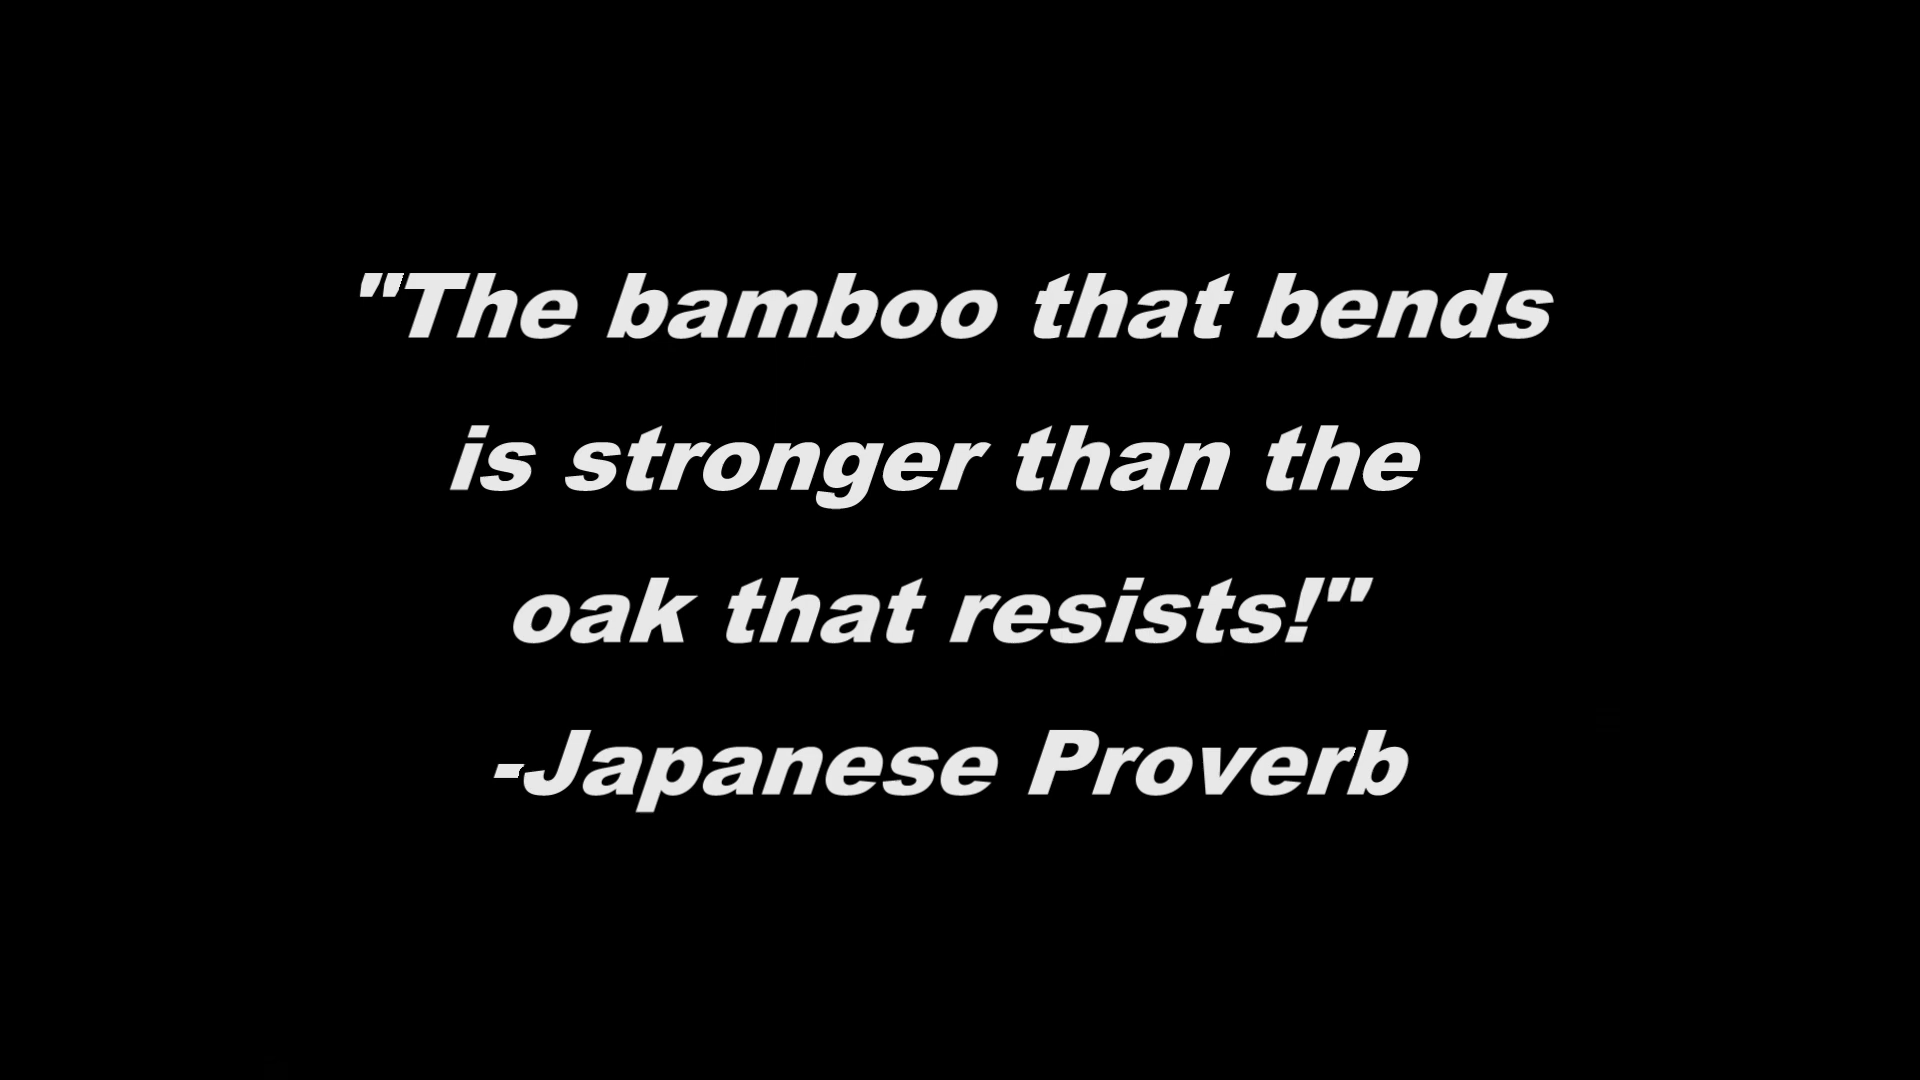 "The bamboo that bends
is stronger than the
oak that resists!"
-Japanese Proverb